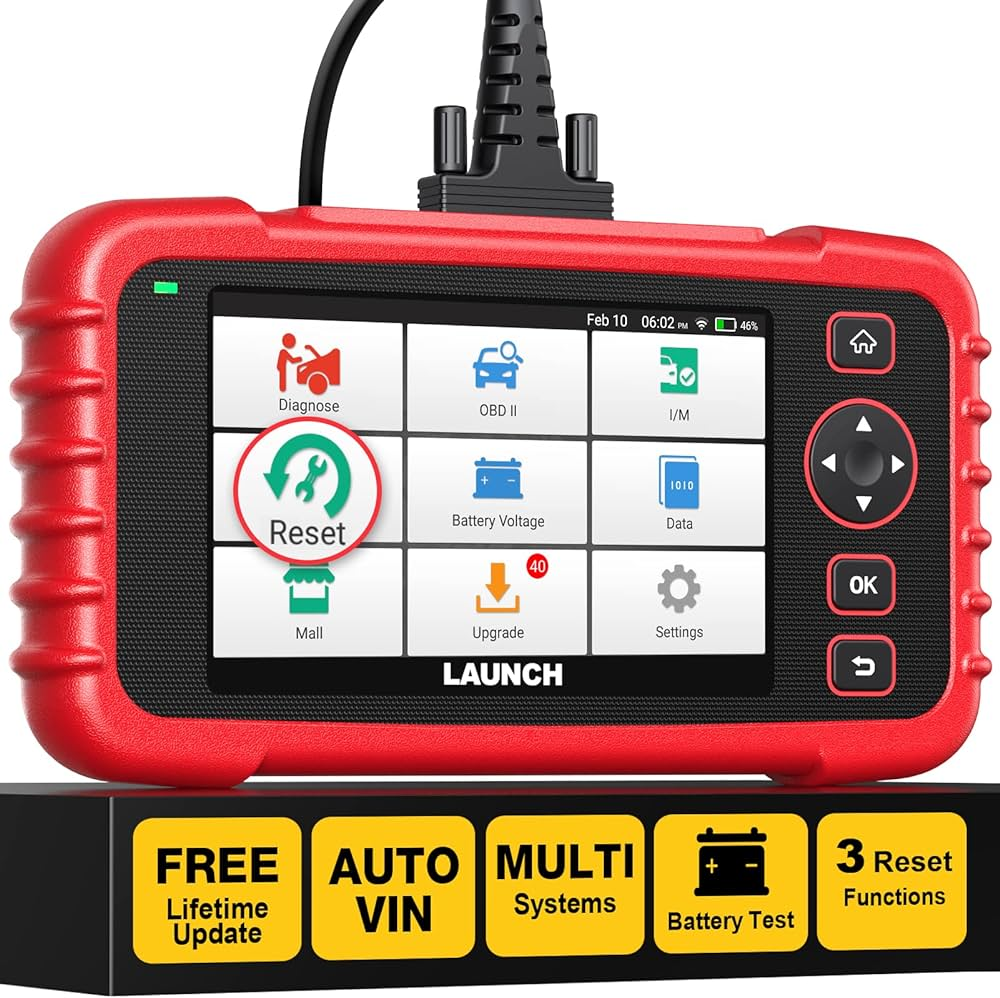 Feb 10 06:02 PM 46%
Diagnose
OBD II
I/M
Reset
Battery Voltage
1010
Data
Mall
40
Upgrade
Settings
LAUNCH
OK
FREE
Lifetime
Update
AUTO
VIN
MULTI
Systems
Battery Test
3 Reset
Functions